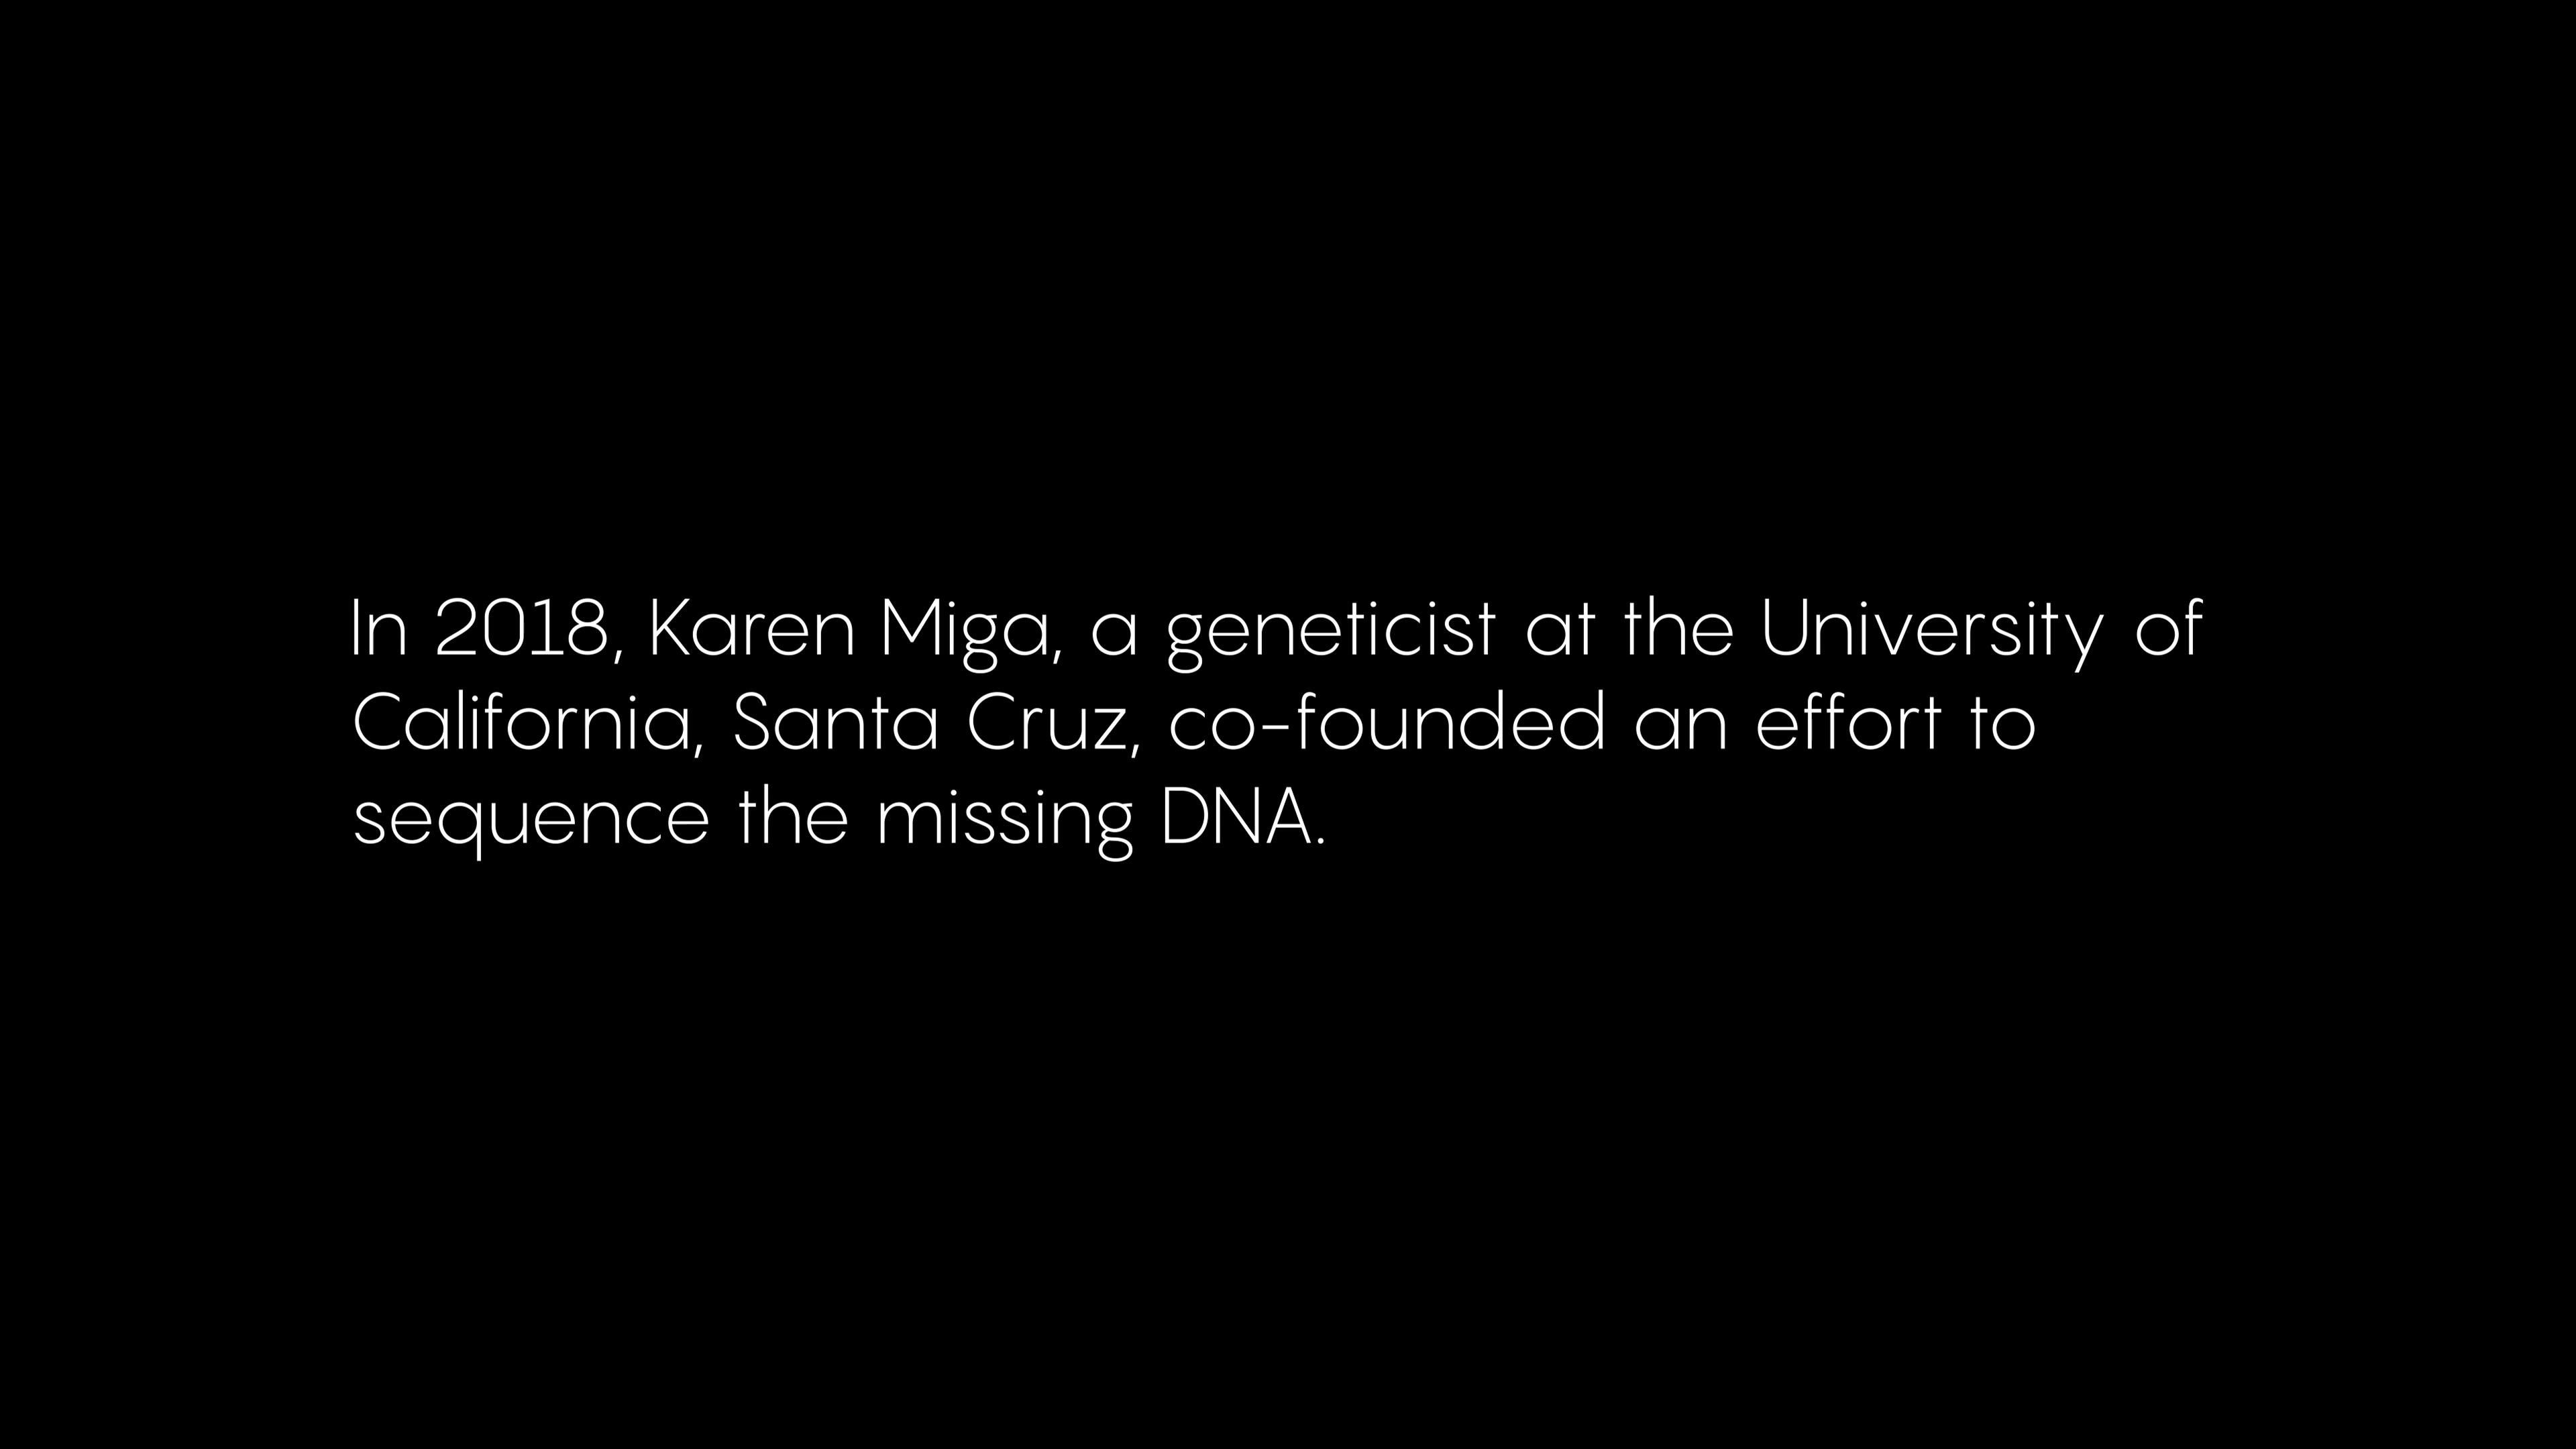 In 2018, Karen Miga, a geneticist at the University of
California, Santa Cruz, co-founded an effort to
sequence the missing DNA.